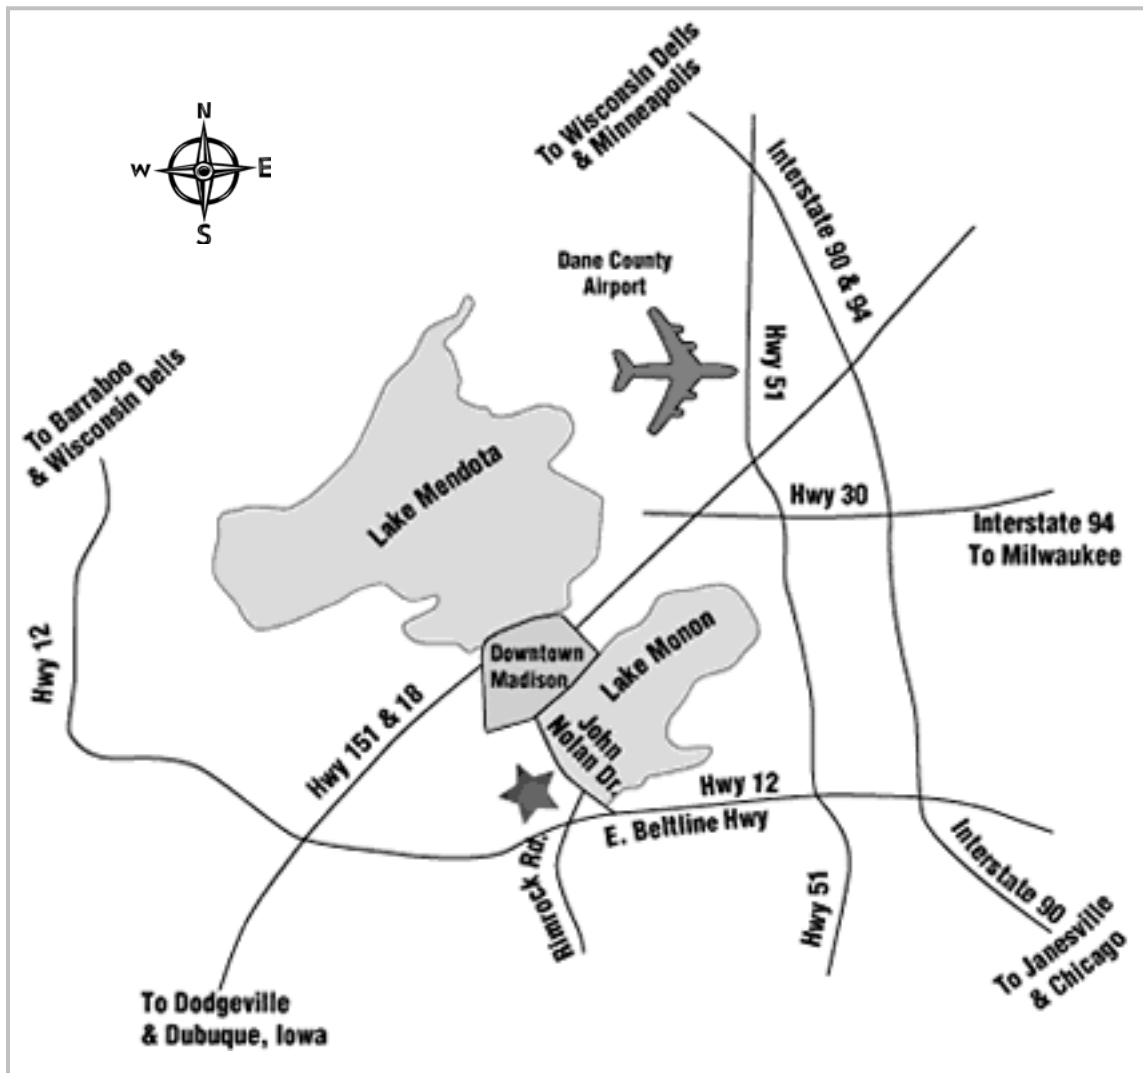 N
W
E
S
To Wisconsin Dells
& Minneapolis
Interstate 90 & 94
Dane County
Airport
Hwy 51
To Barraboo
& Wisconsin Dells
Lake Mendota
Hwy 30
Interstate 94
To Milwaukee
Hwy 12
Downtown
Madison
Lake Monon
John
Nolan Dr.
Hwy 151 & 18
Hwy 12
E. Beltline Hwy
Rimrock Rd.
Hwy 51
Interstate 90
To Janesville
& Chicago
To Dodgeville
& Dubuque, Iowa